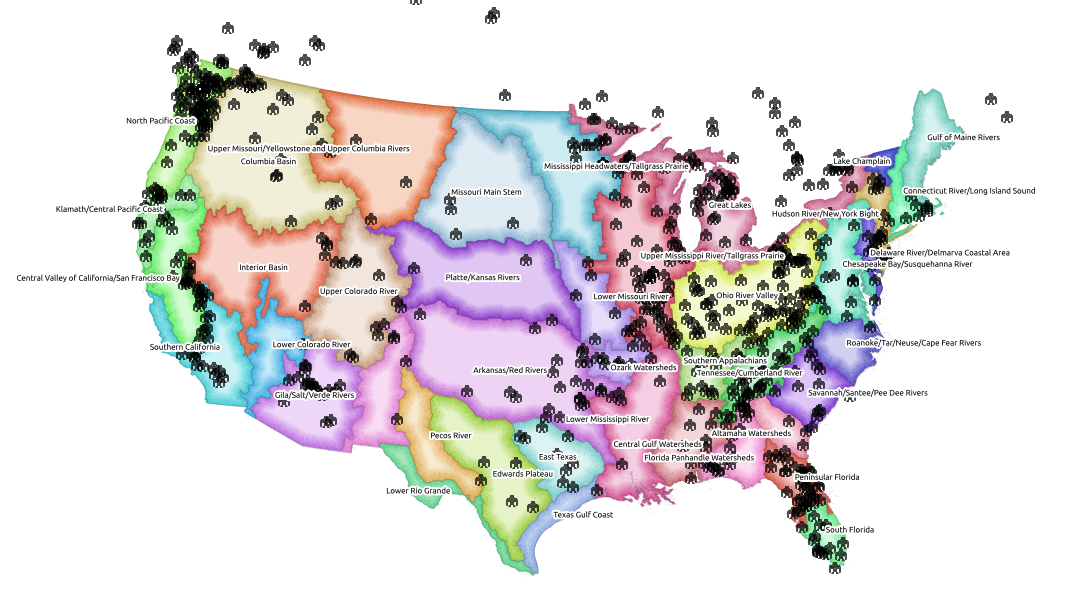 North Pacific Coast
Gulf of Maine Rivers
Upper Missouri/Yellowstone and Upper Columbia Rivers
Columbia Basin
Mississippi Headwaters/Tallgrass Prairie
Lake Champlain
Missouri Main Stem
Connecticut River/Long Island Sound
Klamath/Central Pacific Coast
Great Lakes
Hudson River/New York Bight
Delaware River/Delmarva Coastal Area
Upper Mississippi River/Tallgrass Prairie
Chesapeake Bay/Susquehanna River
Interior Basin
Central Valley of California/San Francisco Bay
Platte/Kansas Rivers
Upper Colorado River
Lower Missouri River
Ohio River Valley
Southern California
Lower Colorado River
Roanoke/Tar/Neuse/Cape Fear Rivers
Southern Appalachians
Arkansas/Red Rivers
Ozark Watersheds
Tennessee/Cumberland River
Gila/Salt/Verde Rivers
Savannah/Santee/Pee Dee Rivers
Lower Mississippi River
Pecos River
Altamaha Watersheds
Central Gulf Watersheds
East Texas
Florida Panhandle Watersheds
Edwards Plateau
Peninsular Florida
Lower Rio Grande
Texas Gulf Coast
South Florida